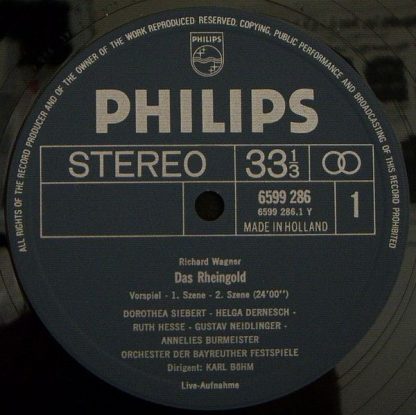 ALL RIGHTS OF THE RECORD PRODUCER AND OF THE OWNER OF THE WORK REPRODUCED RESERVED. COPYING, PUBLIC PERFORMANCE AND BROADCASTING OF THIS RECORD PROHIBITED
PHILIPS
PHILIPS
STEREO 33⅓
6599 286
6599 286.1 Y
MADE IN HOLLAND
1
Richard Wagner
Das Rheingold
Vorspiel - 1. Szene - 2. Szene (24'00")
DOROTHEA SIEBERT - HELGA DERNESCH -
RUTH HESSE - GUSTAV NEIDLINGER -
ANNELIES BURMEISTER
ORCHESTER DER BAYREUTHER FESTSPIELE
Dirigent: KARL BÖHM
Live-Aufnahme